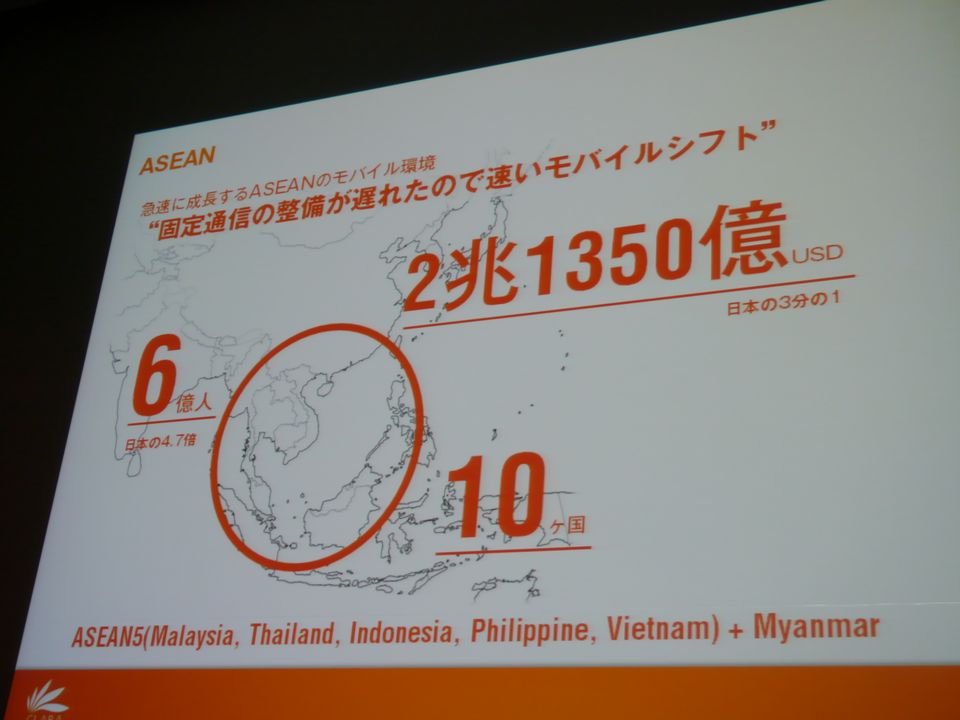 ASEAN
急速に成長するASEANのモバイル環境
“固定通信の整備が遅れたので速いモバイルシフト”
2兆1350億USD
日本の3分の1
6億人
日本の4.7倍
10ヶ国
ASEAN5(Malaysia, Thailand, Indonesia, Philippine, Vietnam) + Myanmar
CLARA